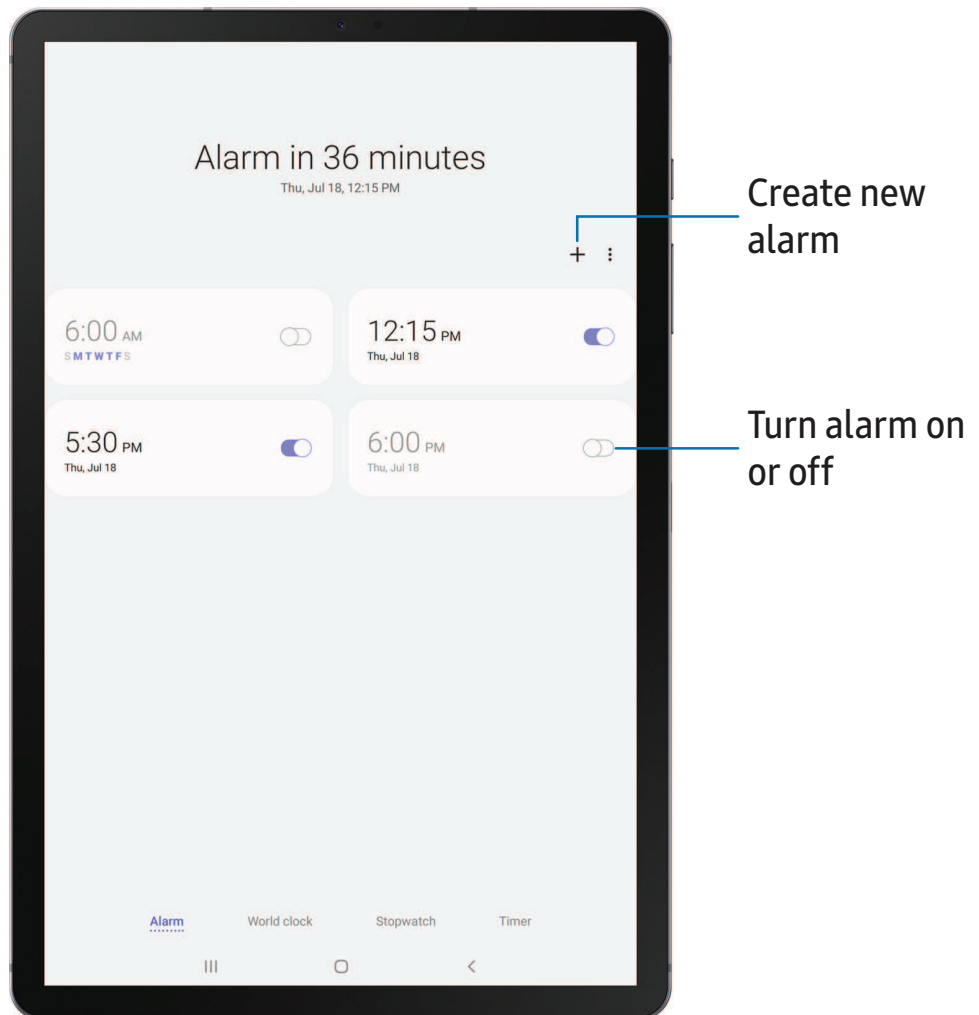 Alarm in 36 minutes
Thu, Jul 18, 12:15 PM
Create new
alarm
6:00 AM
SMTWTFS
12:15 PM
Thu, Jul 18
5:30 PM
Thu, Jul 18
6:00 PM
Thu, Jul 18
Turn alarm on
or off
Alarm World clock Stopwatch Timer